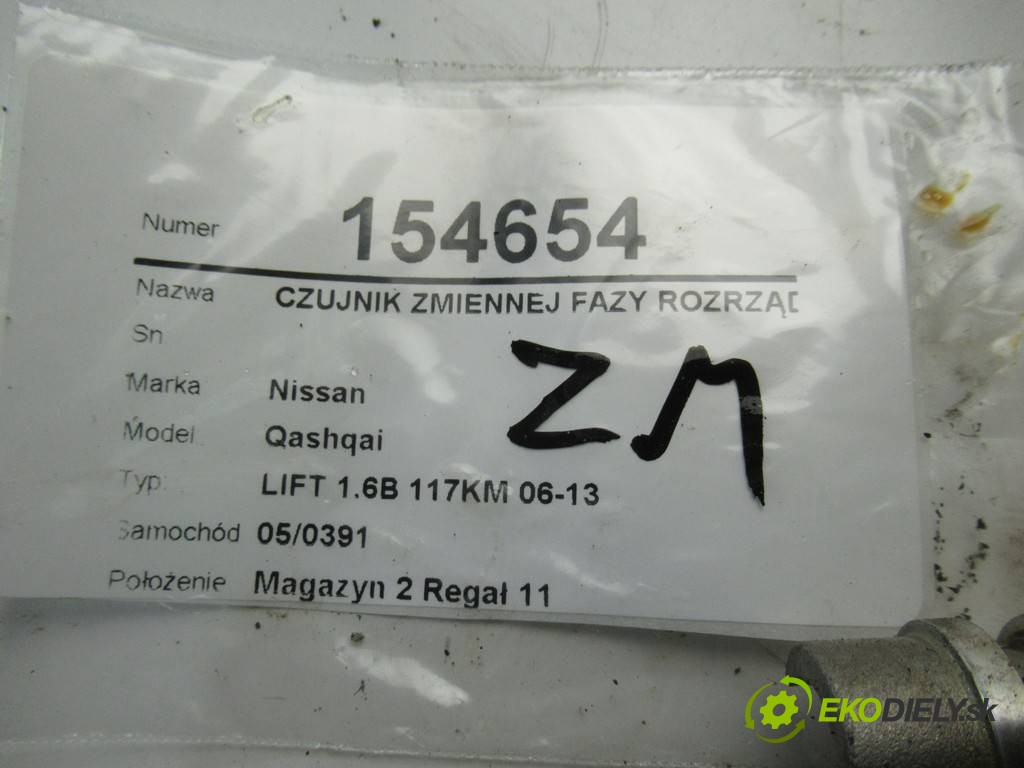 Numer 154654
Nazwa CZUJNIK ZMIENNEJ FAZY ROZRZĄD
Sn
ZM
Marka Nissan
Model Qashqai
Typ: LIFT 1.6B 117KM 06-13
Samochód 05/0391
Położenie Magazyn 2 Regał 11
EKODIELY.sk